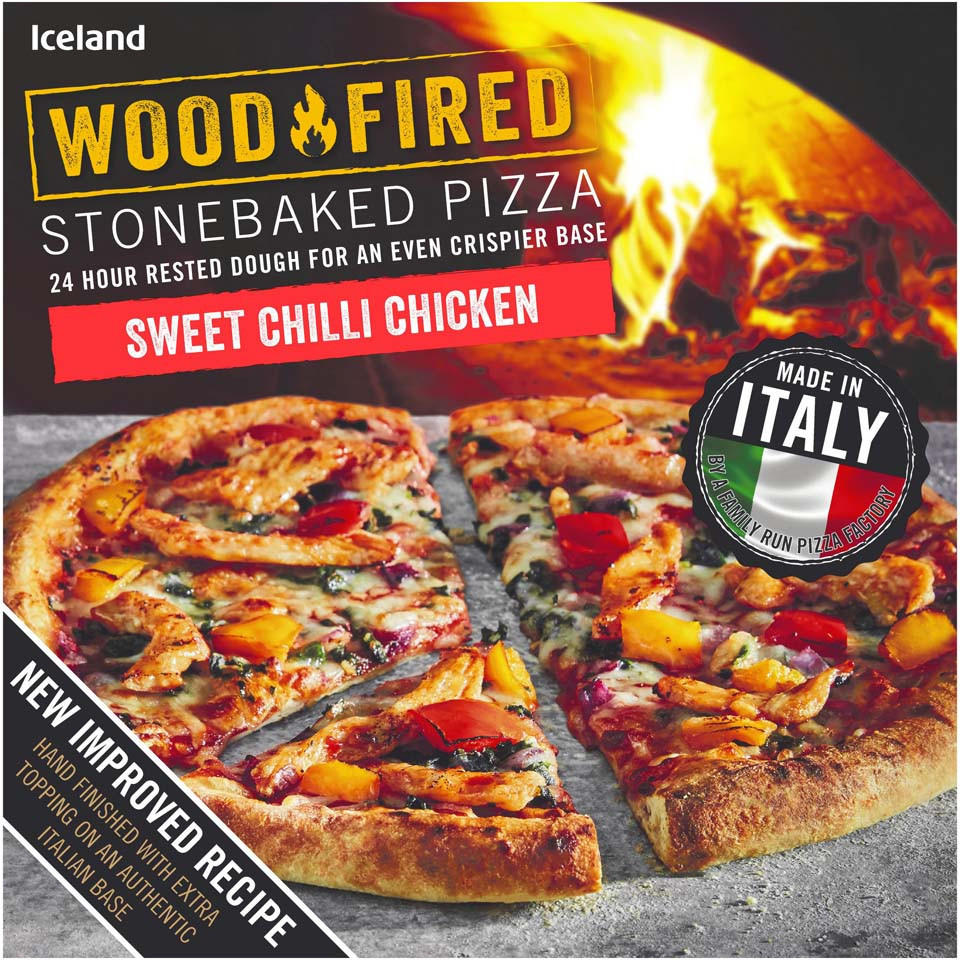 Iceland
WOOD FIRED
STONEBAKED PIZZA
24 HOUR RESTED DOUGH FOR AN EVEN CRISPIER BASE
SWEET CHILLI CHICKEN
MADE IN
ITALY
BY A FAMILY RUN PIZZA FACTORY
NEW IMPROVED RECIPE
HAND FINISHED WITH EXTRA
TOPPING ON AN AUTHENTIC
ITALIAN BASE